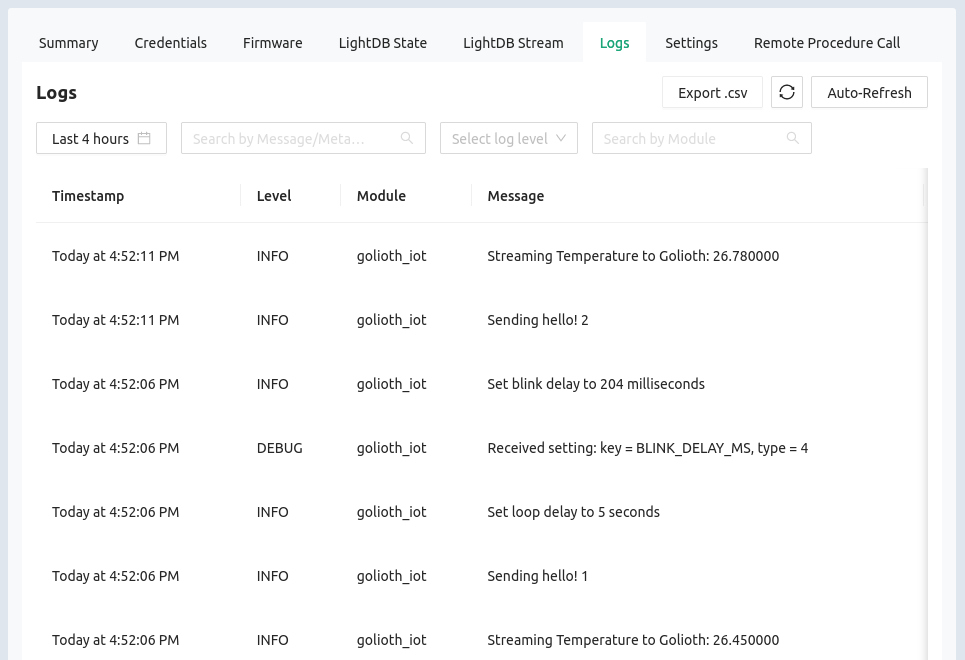 Summary Credentials Firmware LightDB State LightDB Stream Logs Settings Remote Procedure Call
Logs Export .csv Auto-Refresh
Last 4 hours Search by Message/Meta... Select log level Search by Module
Timestamp Level Module Message
Today at 4:52:11 PM INFO golioth_iot Streaming Temperature to Golioth: 26.780000
Today at 4:52:11 PM INFO golioth_iot Sending hello! 2
Today at 4:52:06 PM INFO golioth_iot Set blink delay to 204 milliseconds
Today at 4:52:06 PM DEBUG golioth_iot Received setting: key = BLINK_DELAY_MS, type = 4
Today at 4:52:06 PM INFO golioth_iot Set loop delay to 5 seconds
Today at 4:52:06 PM INFO golioth_iot Sending hello! 1
Today at 4:52:06 PM INFO golioth_iot Streaming Temperature to Golioth: 26.450000